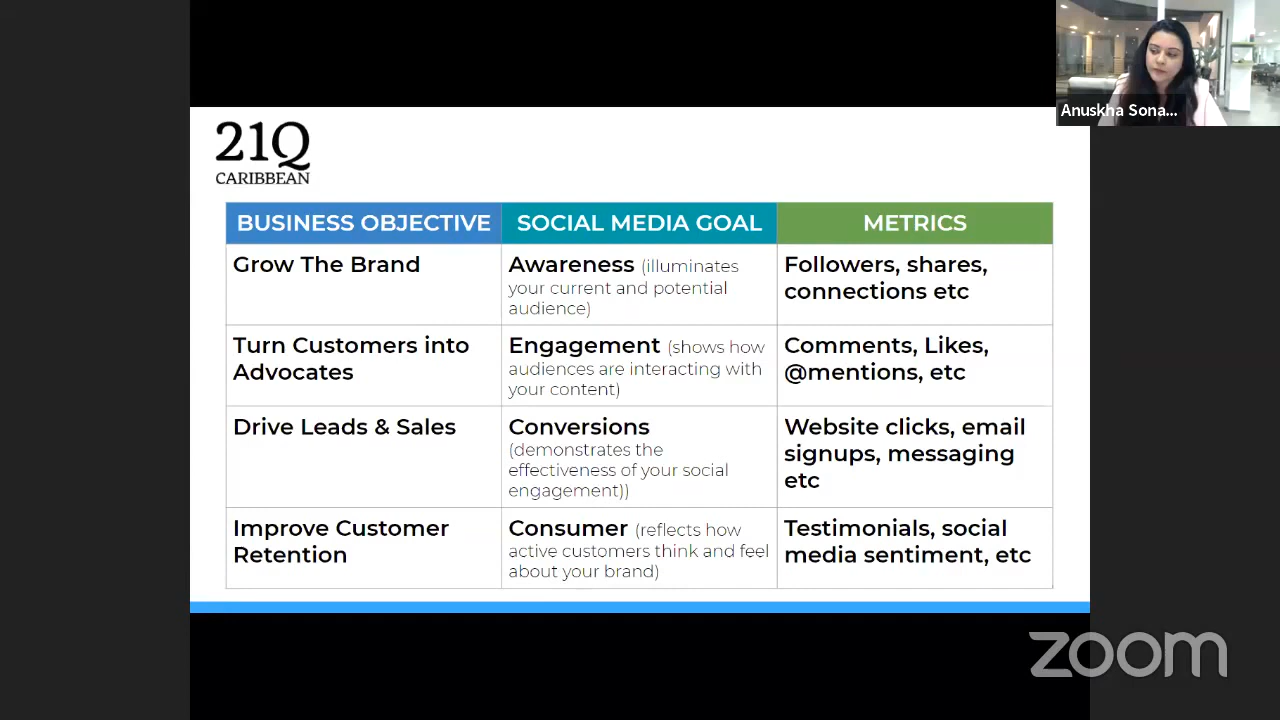 Anuskha Sona...
21Q
CARIBBEAN
BUSINESS OBJECTIVE
SOCIAL MEDIA GOAL
METRICS
Grow The Brand
Awareness (illuminates
your current and potential
audience)
Followers, shares,
connections etc
Turn Customers into
Advocates
Engagement (shows how
audiences are interacting with
your content)
Comments, Likes,
@mentions, etc
Drive Leads & Sales
Conversions
(demonstrates the
effectiveness of your social
engagement))
Website clicks, email
signups, messaging
etc
Improve Customer
Retention
Consumer (reflects how
active customers think and feel
about your brand)
Testimonials, social
media sentiment, etc
zoom